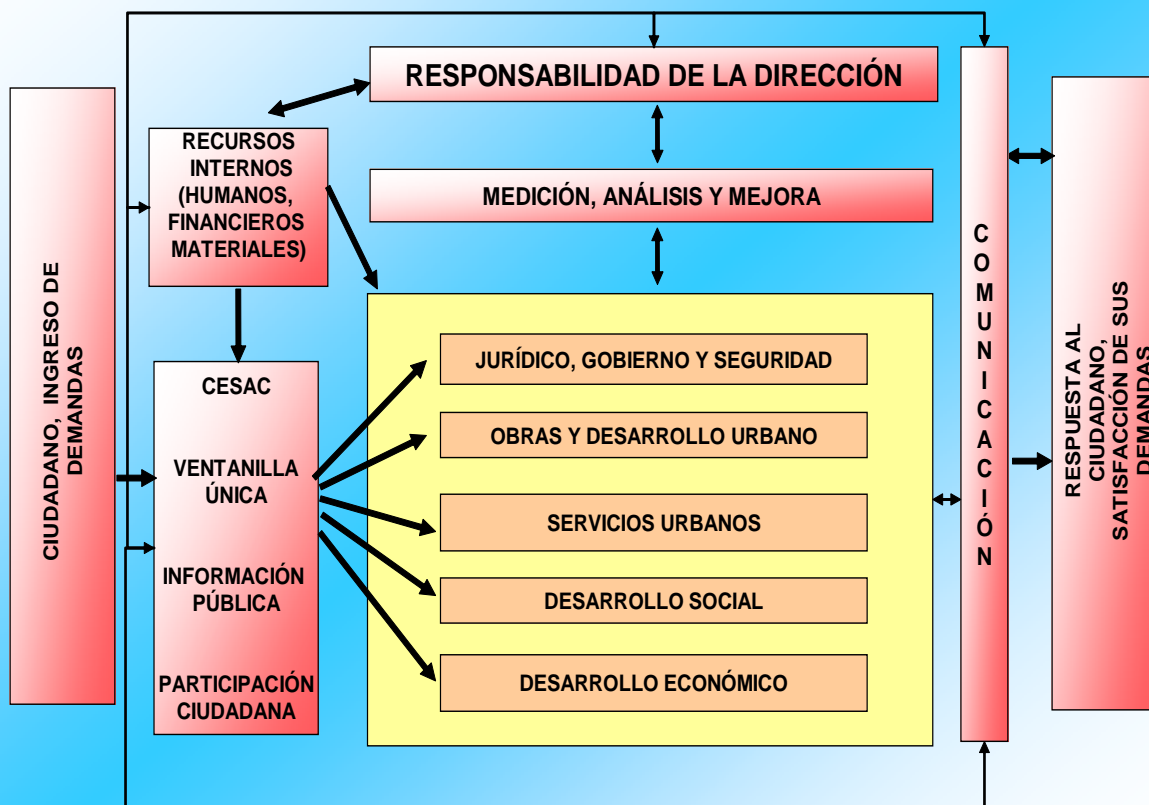 RESPONSABILIDAD DE LA DIRECCIÓN
CIUDADANO, INGRESO DE
DEMANDAS
RECURSOS
INTERNOS
(HUMANOS,
FINANCIEROS
MATERIALES)
MEDICIÓN, ANÁLISIS Y MEJORA
CESAC
VENTANILLA
ÚNICA
INFORMACIÓN
PÚBLICA
PARTICIPACIÓN
CIUDADANA
JURÍDICO, GOBIERNO Y SEGURIDAD
OBRAS Y DESARROLLO URBANO
SERVICIOS URBANOS
DESARROLLO SOCIAL
DESARROLLO ECONÓMICO
COMUNICACIÓN
RESPUESTA AL
CIUDADANO,
SATISFACCIÓN DE SUS
DEMANDAS